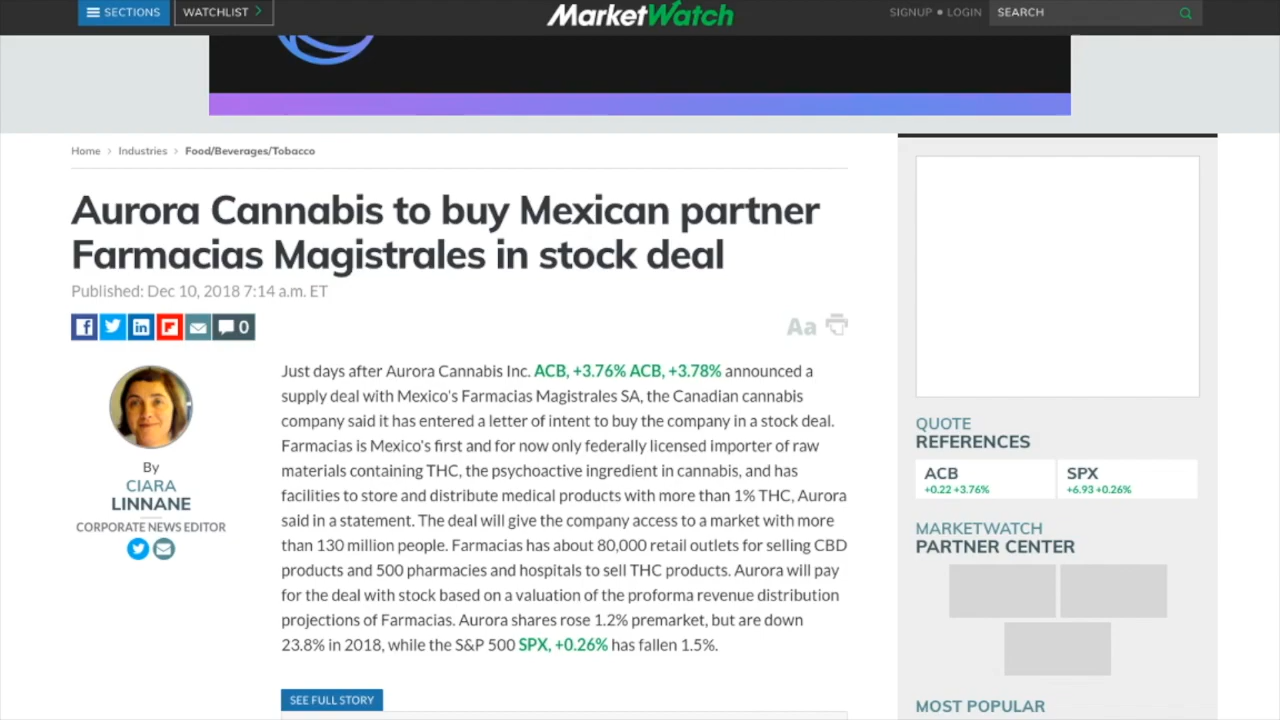 SECTIONS
WATCHLIST
MarketWatch
SIGNUP • LOGIN
SEARCH
Home > Industries > Food/Beverages/Tobacco
Aurora Cannabis to buy Mexican partner
Farmacias Magistrales in stock deal
Published: Dec 10, 2018 7:14 a.m. ET
0
Aa
By
CIARA
LINNANE
CORPORATE NEWS EDITOR
Just days after Aurora Cannabis Inc. ACB, +3.76% ACB, +3.78% announced a
supply deal with Mexico's Farmacias Magistrales SA, the Canadian cannabis
company said it has entered a letter of intent to buy the company in a stock deal.
Farmacias is Mexico's first and for now only federally licensed importer of raw
materials containing THC, the psychoactive ingredient in cannabis, and has
facilities to store and distribute medical products with more than 1% THC, Aurora
said in a statement. The deal will give the company access to a market with more
than 130 million people. Farmacias has about 80,000 retail outlets for selling CBD
products and 500 pharmacies and hospitals to sell THC products. Aurora will pay
for the deal with stock based on a valuation of the proforma revenue distribution
projections of Farmacias. Aurora shares rose 1.2% premarket, but are down
23.8% in 2018, while the S&P 500 SPX, +0.26% has fallen 1.5%.
SEE FULL STORY
QUOTE
REFERENCES
ACB
+0.22 +3.76%
SPX
+6.93 +0.26%
MARKETWATCH
PARTNER CENTER
MOST POPULAR